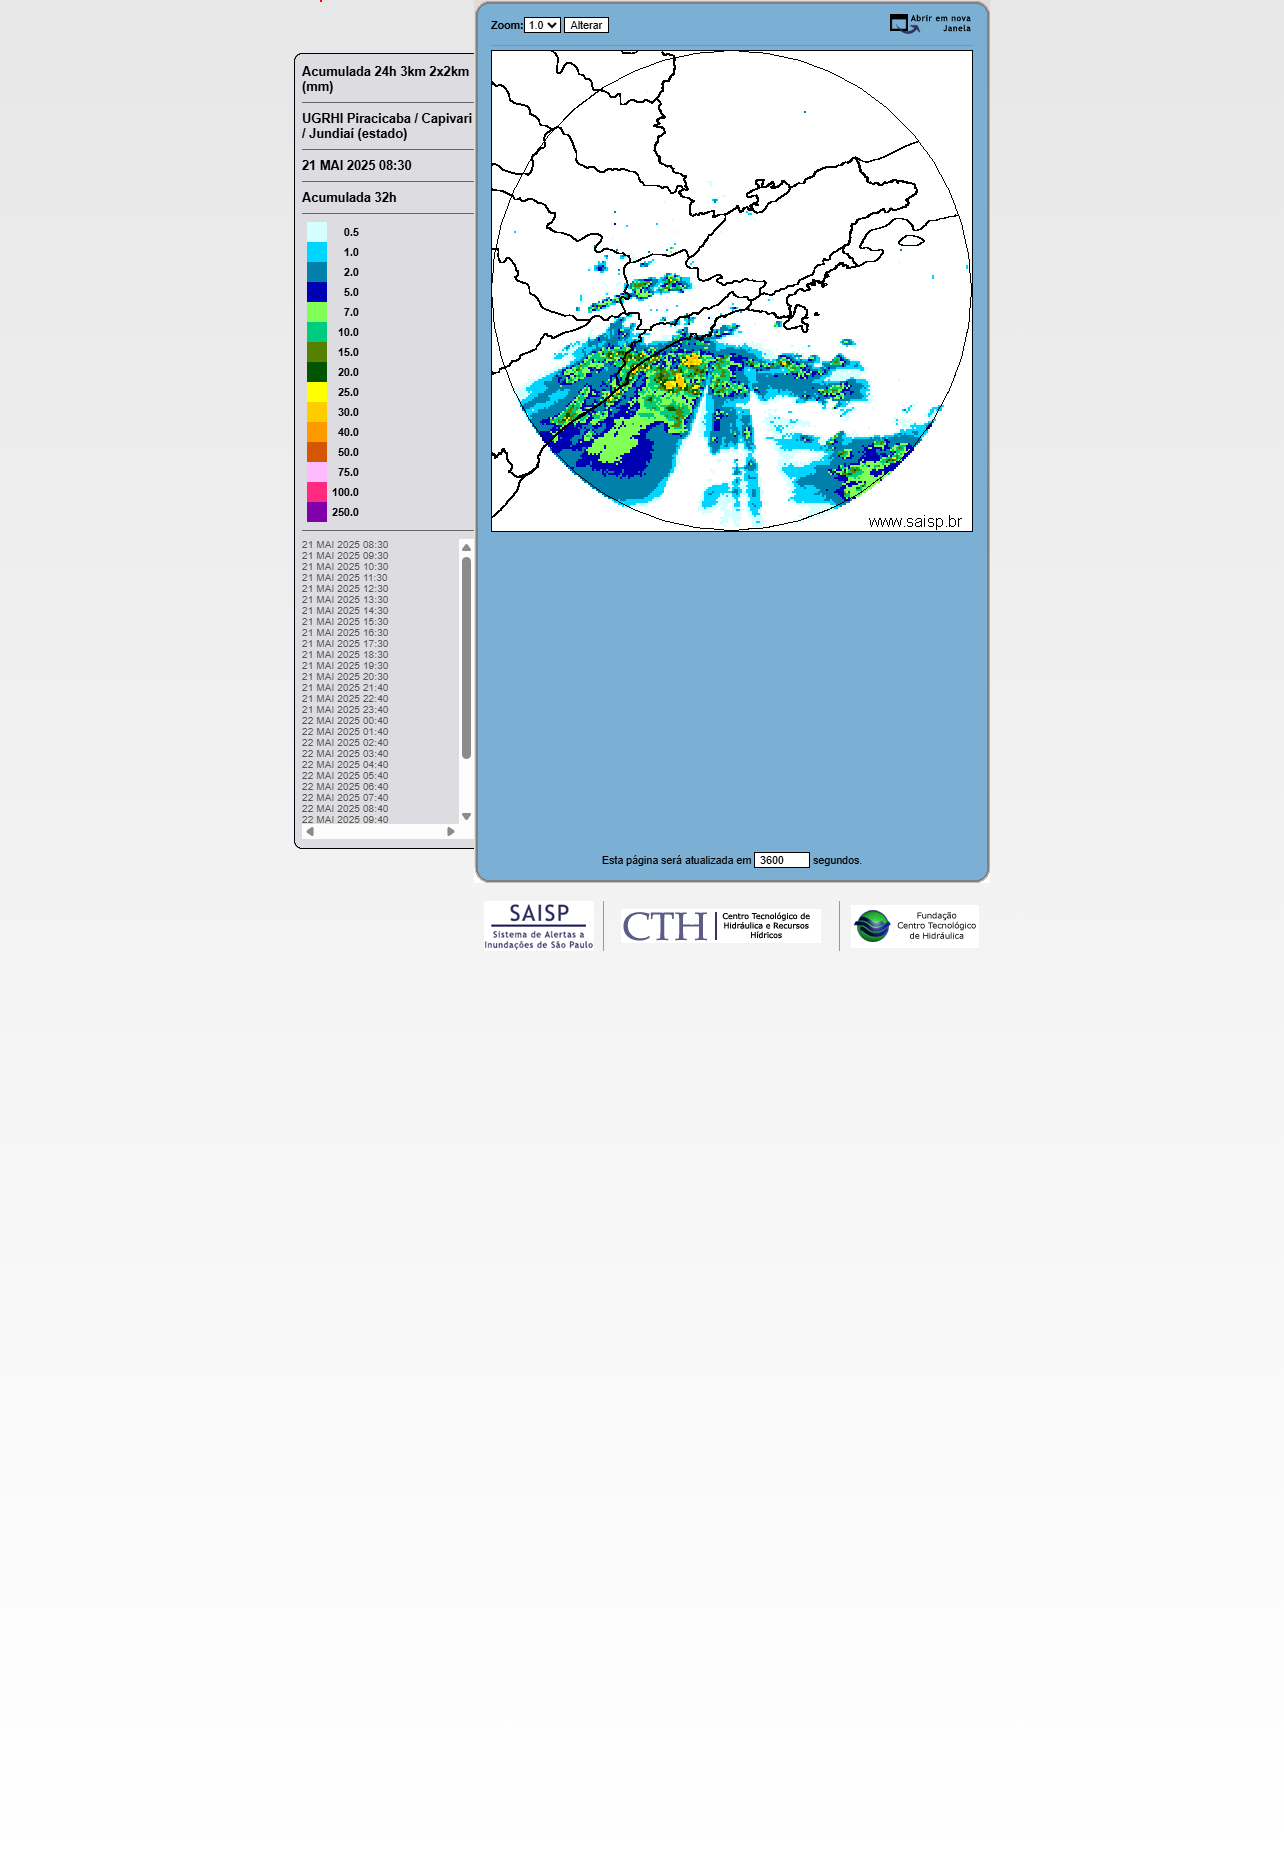 Zoom: 1.0 Alterar
Abrir em nova
Janela
Acumulada 24h 3km 2x2km
(mm)
UGRHI Piracicaba / Capivari
/ Jundiaí (estado)
21 MAI 2025 08:30
Acumulada 32h
0.5
1.0
2.0
5.0
7.0
10.0
15.0
20.0
25.0
30.0
40.0
50.0
75.0
100.0
250.0
www.saisp.br
21 MAI 2025 08:30
21 MAI 2025 09:30
21 MAI 2025 10:30
21 MAI 2025 11:30
21 MAI 2025 12:30
21 MAI 2025 13:30
21 MAI 2025 14:30
21 MAI 2025 15:30
21 MAI 2025 16:30
21 MAI 2025 17:30
21 MAI 2025 18:30
21 MAI 2025 19:30
21 MAI 2025 20:30
21 MAI 2025 21:40
21 MAI 2025 22:40
21 MAI 2025 23:40
22 MAI 2025 00:40
22 MAI 2025 01:40
22 MAI 2025 02:40
22 MAI 2025 03:40
22 MAI 2025 04:40
22 MAI 2025 05:40
22 MAI 2025 06:40
22 MAI 2025 07:40
22 MAI 2025 08:40
22 MAI 2025 09:40
Esta página será atualizada em 3600 segundos.
SAISP
Sistema de Alertas a
Inundações de São Paulo
CTH
Centro Tecnológico de
Hidráulica e Recursos
Hídricos
Fundação
Centro Tecnológico
de Hidráulica